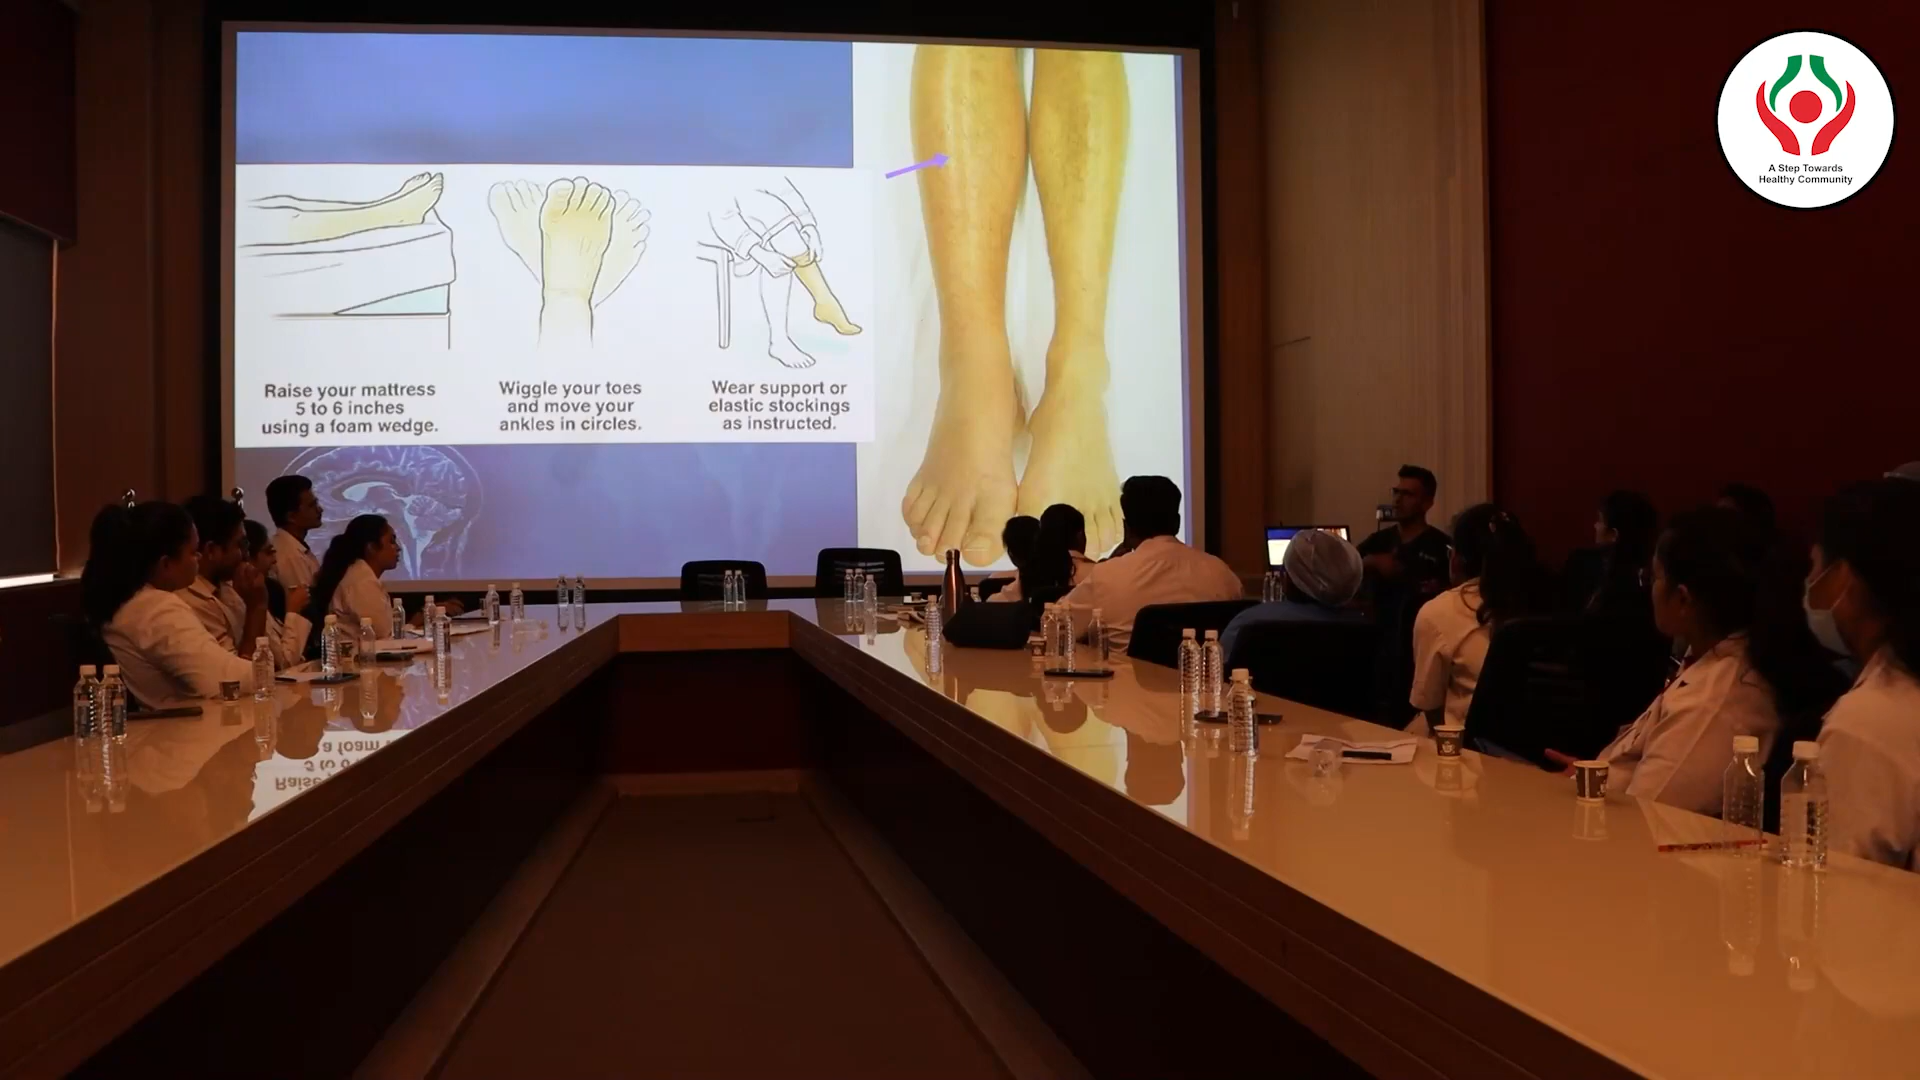 Raise your mattress
5 to 6 inches
using a foam wedge.
Wiggle your toes
and move your
ankles in circles.
Wear support or
elastic stockings
as instructed.
A Step Towards
Healthy Community